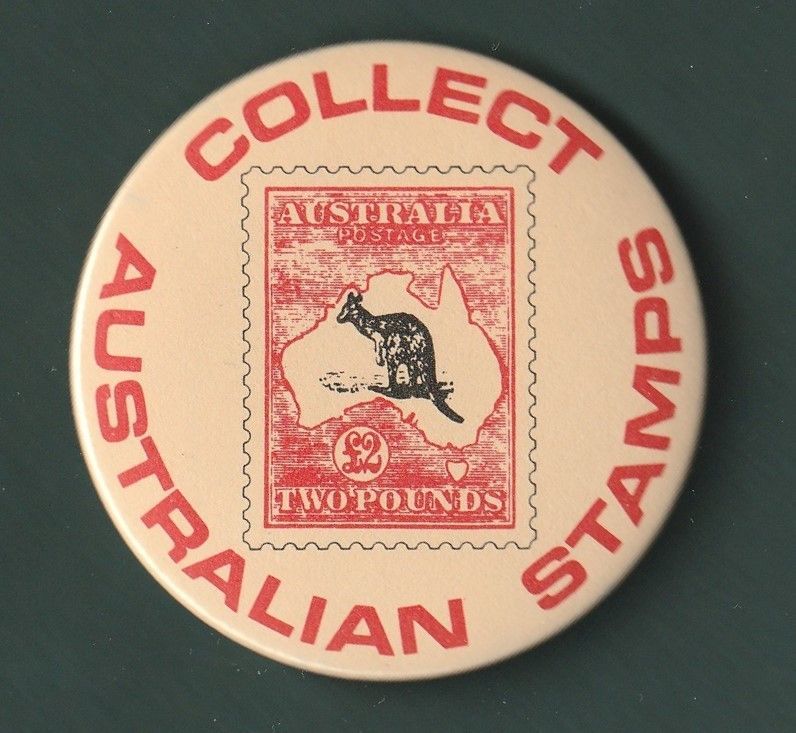 COLLECT
AUSTRALIA
POSTAGE
£2
TWO POUNDS
AUSTRALIAN STAMPS